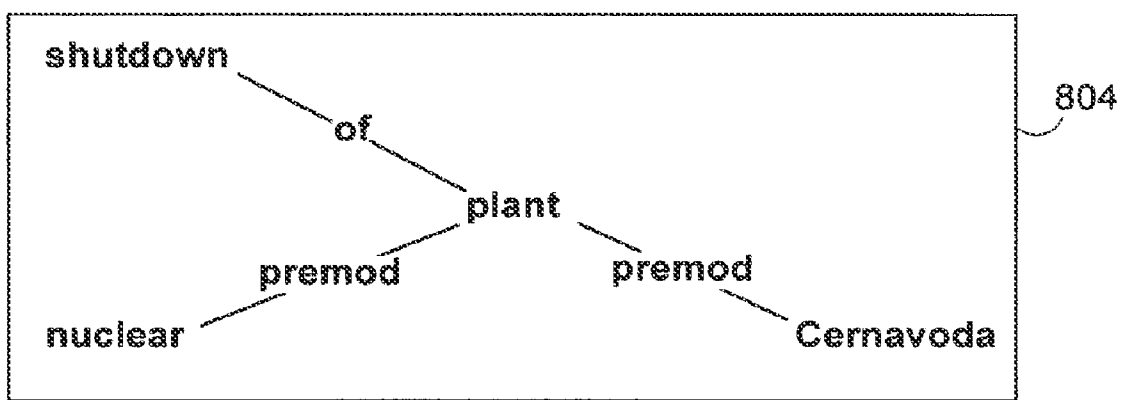 shutdown
804
of
plant
premod premod
nuclear Cernavoda